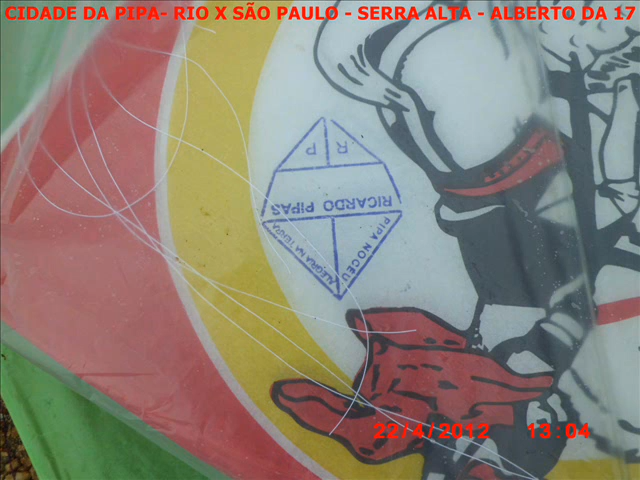 CIDADE DA PIPA- RIO X SÃO PAULO - SERRA ALTA - ALBERTO DA 17
PIPA NO CEU
ALEGRIA NA TERRA
RICARDO PIPAS
R P
22/4/2012 13:04